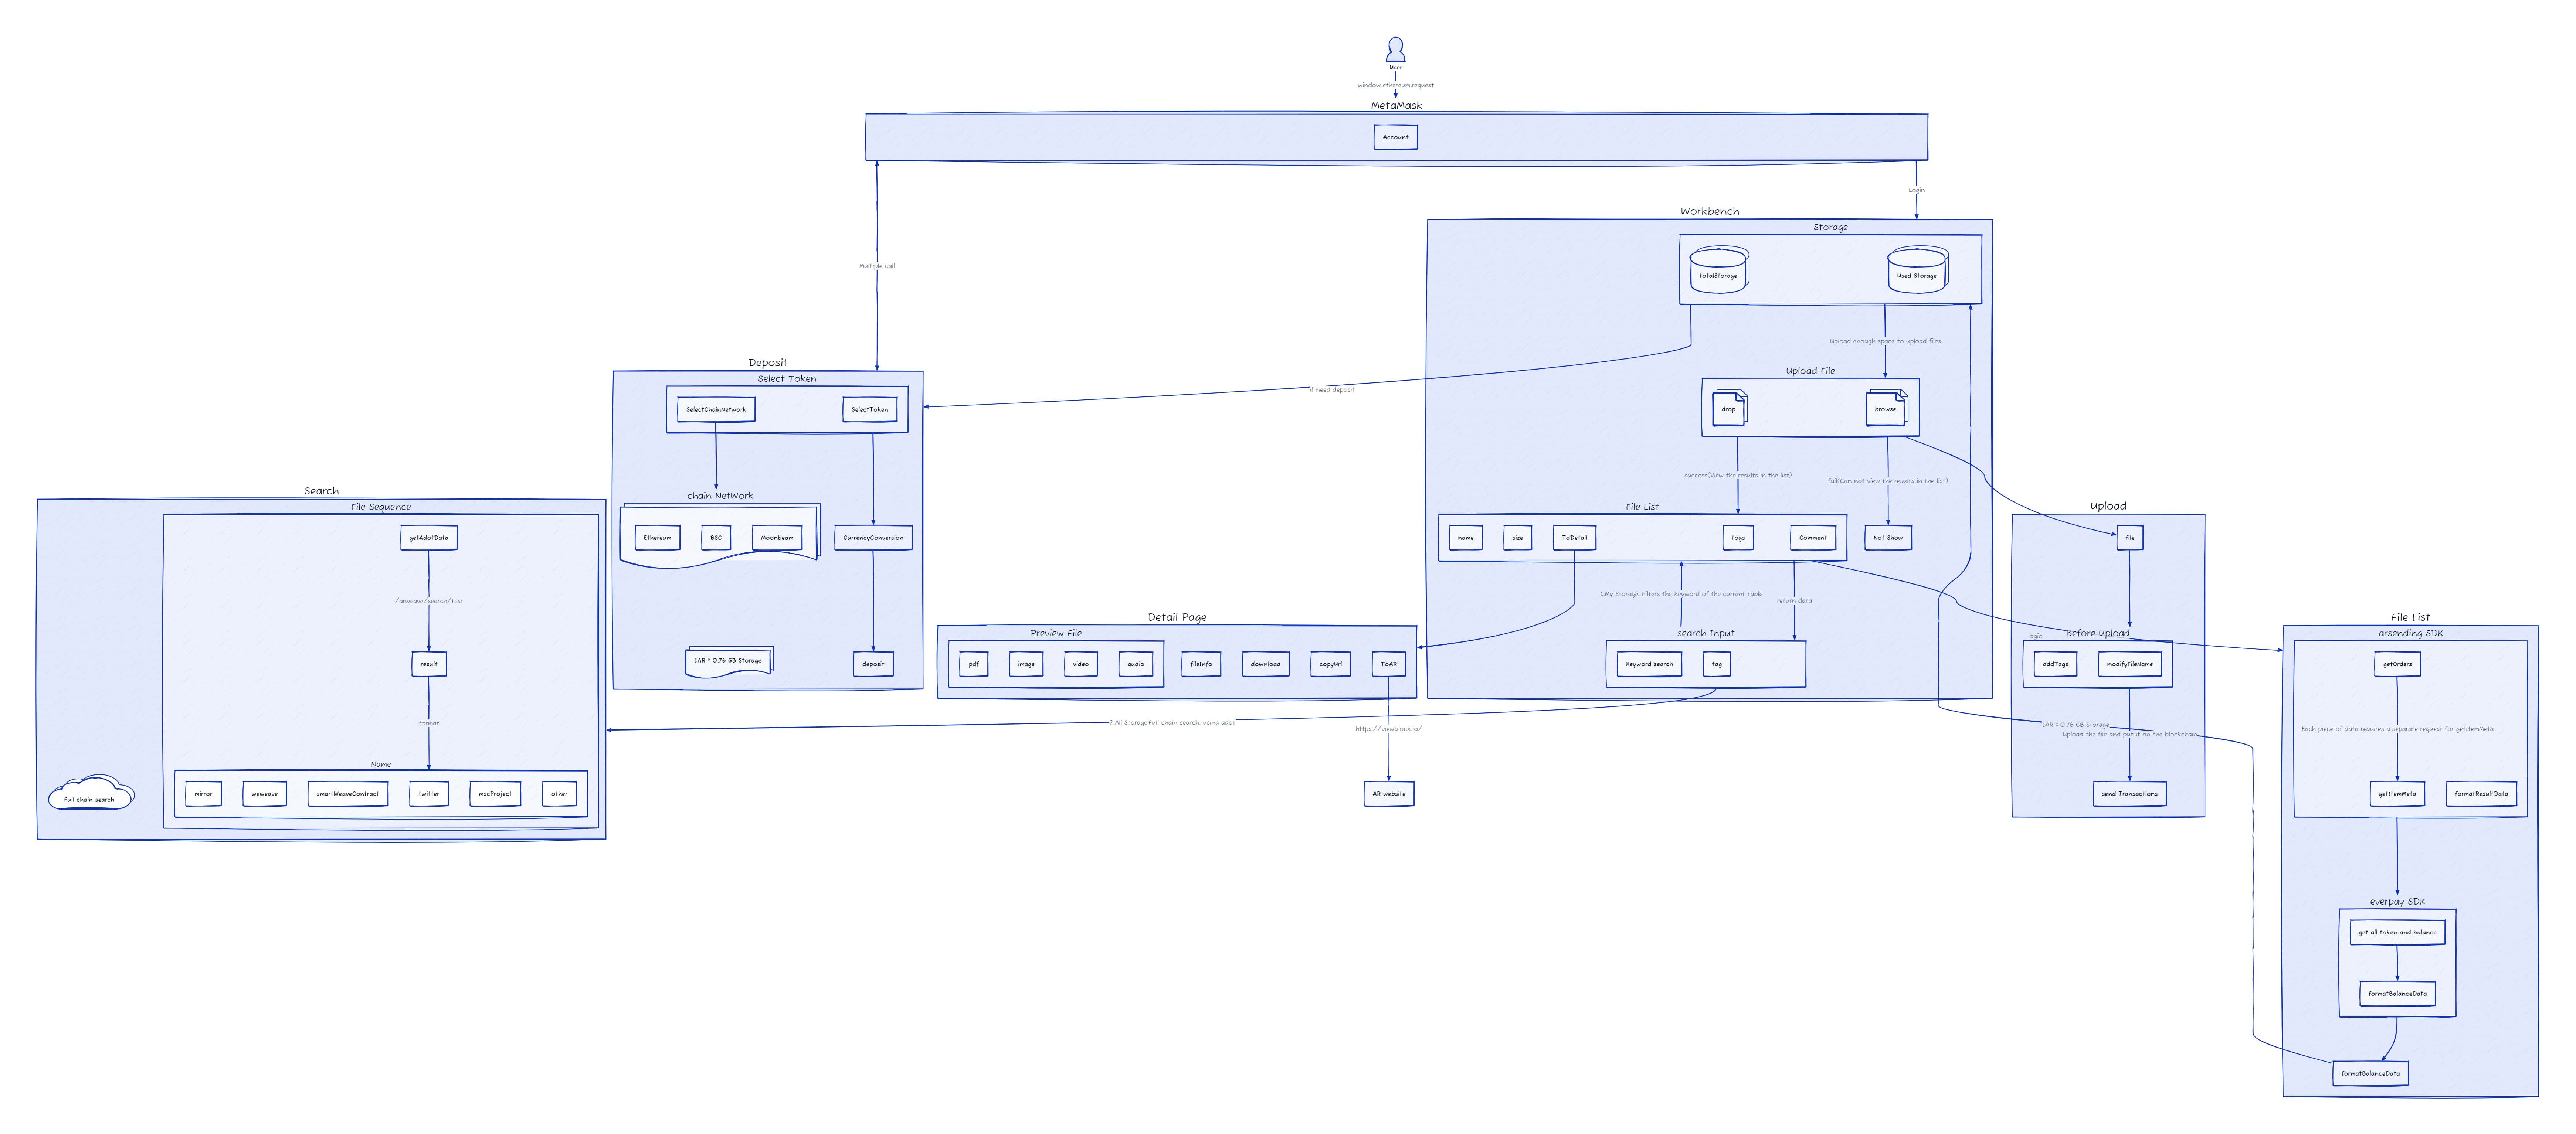 User
window.ethereum.request
MetaMask
Account
Login
Multiple call
Workbench
Storage
totalStorage
Used Storage
Upload enough space to upload files
if need deposit
Upload File
drop
browse
success(View the results in the list)
fail(Can not view the results in the list)
File List
name
size
ToDetail
tags
Comment
Not Show
1.My Storage: Filters the keyword of the current table
return data
search Input
Keyword search
tag
Deposit
Select Token
SelectChainNetwork
SelectToken
chain NetWork
Ethereum
BSC
Moonbeam
CurrencyConversion
1AR = 0.76 GB Storage
deposit
Search
File Sequence
getAdotData
/arweave/search/test
result
format
Name
mirror
weweave
smartWeaveContract
twitter
mscProject
other
Full chain search
Detail Page
Preview File
pdf
image
video
audio
fileInfo
download
copyUrl
ToAR
2.All Storage:Full chain search, using adot
https://viewblock.io/
AR website
Upload
file
logic
Before Upload
addTags
modifyFileName
1AR = 0.76 GB Storage
Upload the file and put it on the blockchain
send Transactions
File List
arsending SDK
getOrders
Each piece of data requires a separate request for getItemMeta
getItemMeta
formatResultData
everpay SDK
get all token and balance
formatBalanceData
formatBalanceData